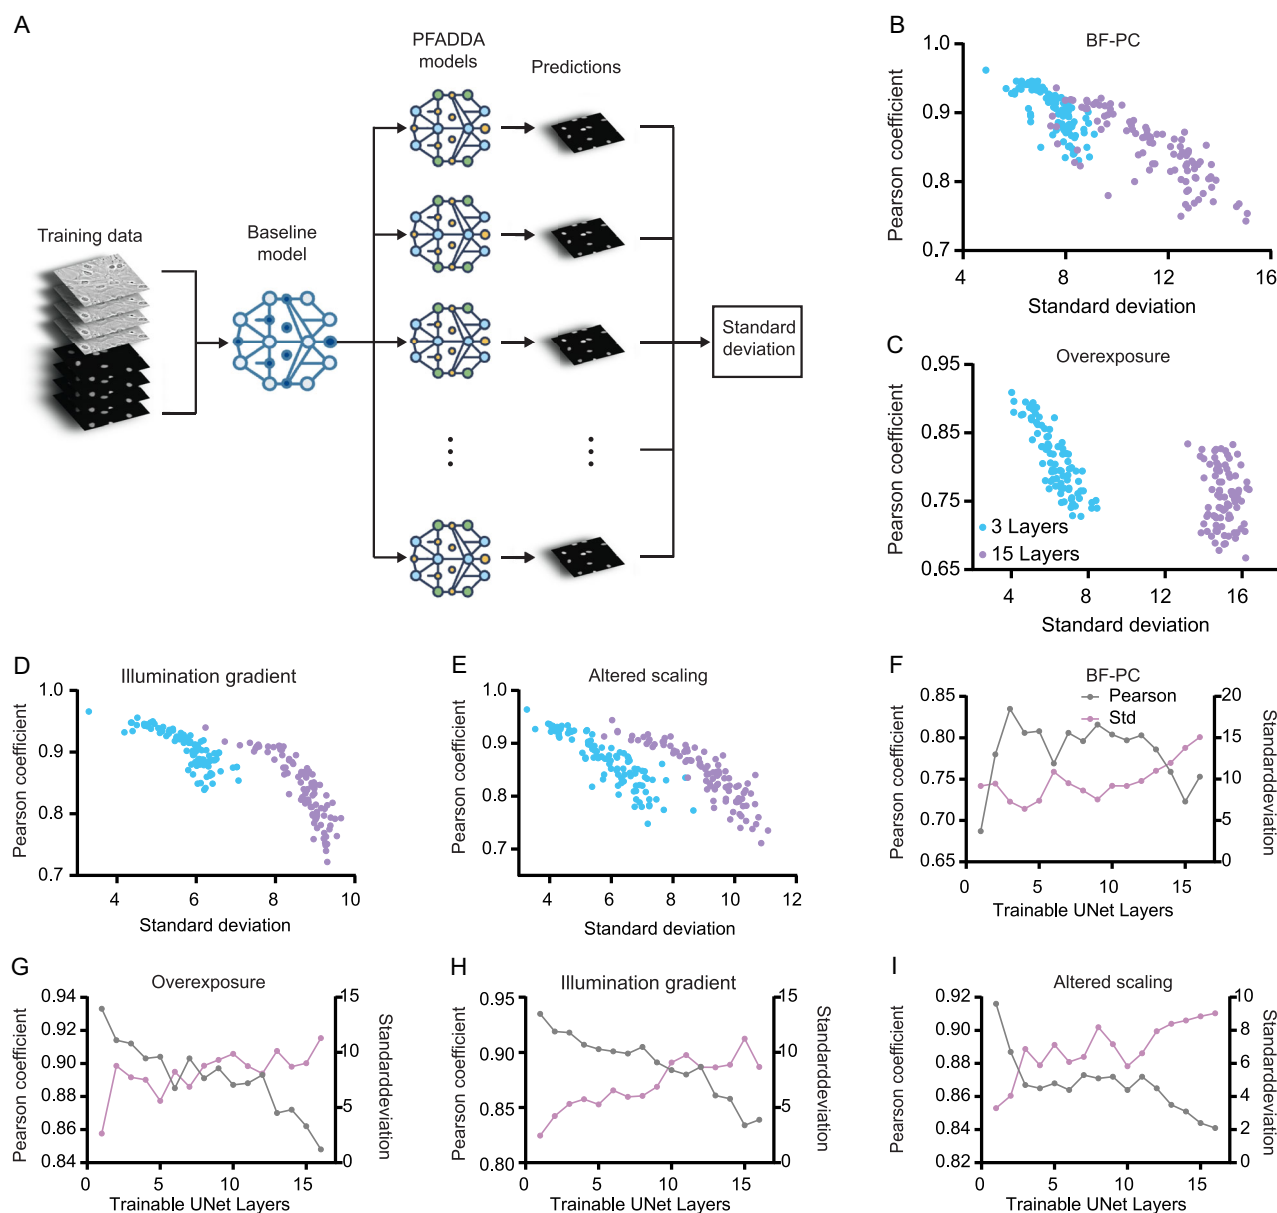 A
PFADDA
models
Predictions
Training data
Baseline
model
Standard
deviation
B
BF-PC
Pearson coefficient
1.0
0.9
0.8
0.7
4
8
12
16
Standard deviation
C
Overexposure
Pearson coefficient
0.95
0.85
0.75
0.65
3 Layers
15 Layers
4
8
12
16
Standard deviation
D
Illumination gradient
Pearson coefficient
1.0
0.9
0.8
0.7
4
6
8
10
Standard deviation
E
Altered scaling
Pearson coefficient
1.0
0.9
0.8
0.7
4
6
8
10
12
Standard deviation
F
BF-PC
Pearson
Std
Pearson coefficient
0.85
0.80
0.75
0.70
0.65
20
15
10
5
0
Standarddeviation
0
5
10
15
Trainable UNet Layers
G
Overexposure
Pearson coefficient
0.94
0.92
0.90
0.88
0.86
0.84
15
10
5
0
Standarddeviation
0
5
10
15
Trainable UNet Layers
H
Illumination gradient
Pearson coefficient
0.95
0.90
0.85
0.80
15
10
5
0
Standarddeviation
0
5
10
15
Trainable UNet Layers
I
Altered scaling
Pearson coefficient
0.92
0.90
0.88
0.86
0.84
0.82
10
8
6
4
2
0
Standarddeviation
0
5
10
15
Trainable UNet Layers